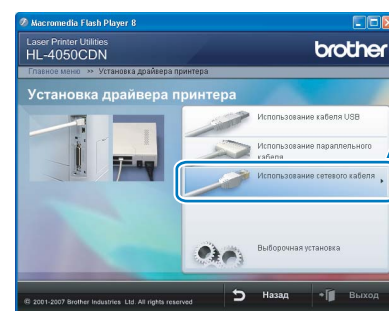 Macromedia Flash Player 8
Laser Printer Utilities
HL-4050CDN
brother
Главное меню >> Установка драйвера принтера
Установка драйвера принтера
Использование кабеля USB
Использование параллельного
кабеля
Использование сетевого кабеля
Выборочная установка
© 2001-2007 Brother Industries Ltd. All rights reserved
Назад
Выход